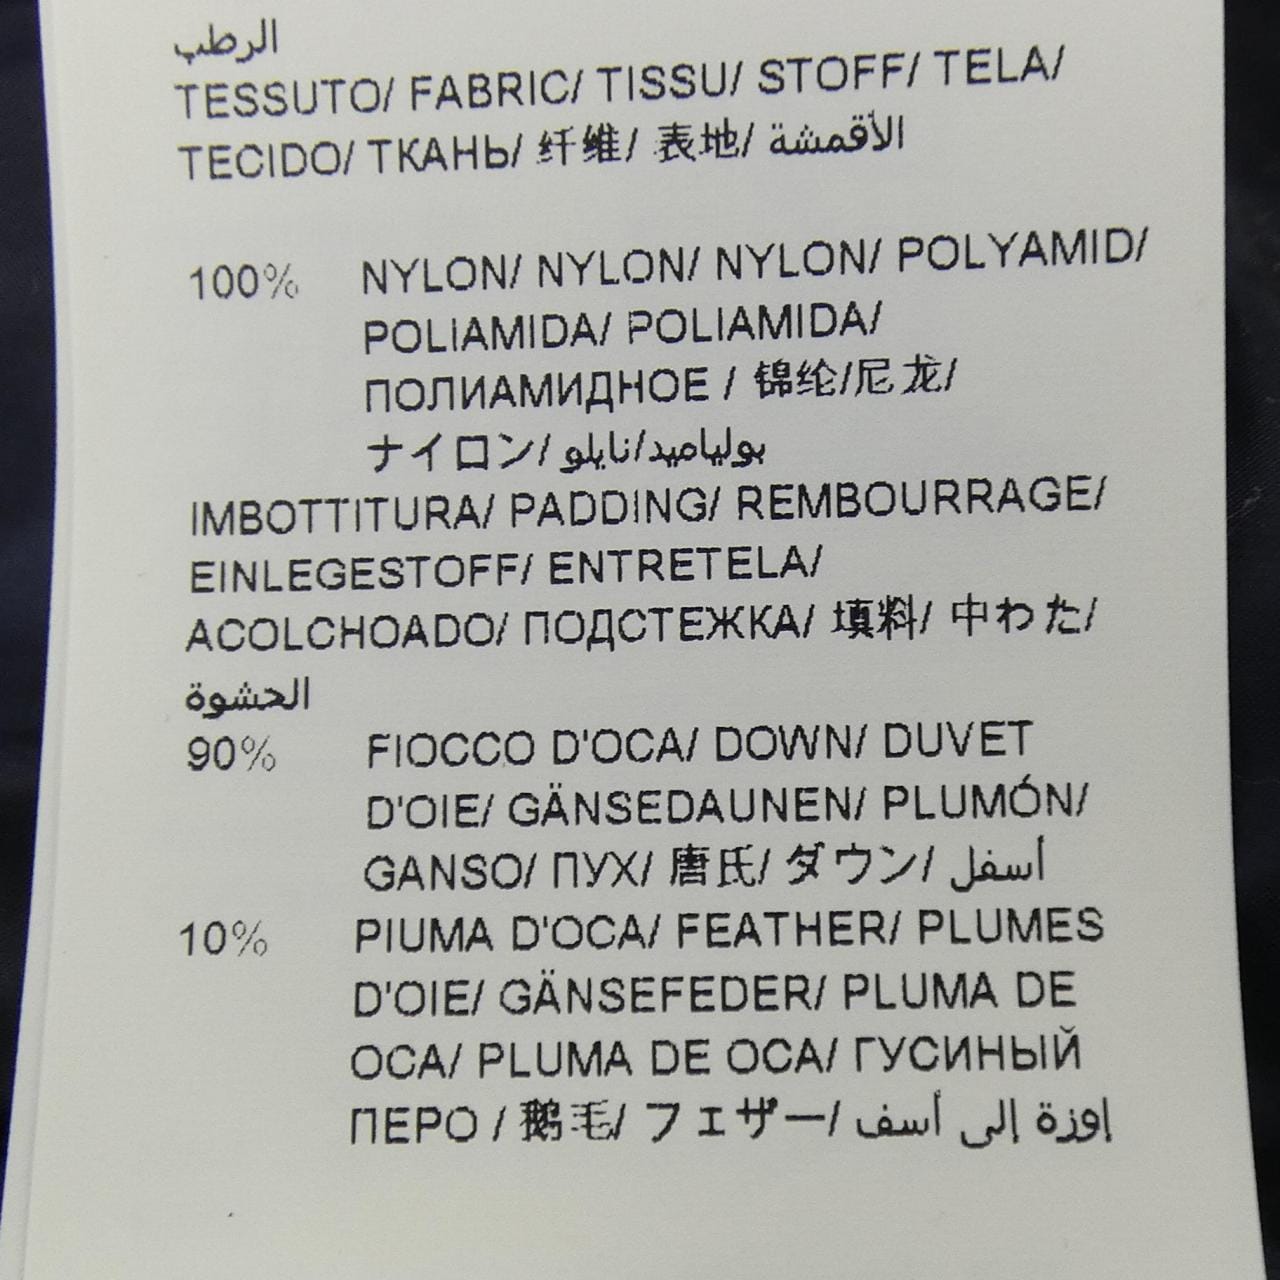 الرطب
TESSUTO/ FABRIC/ TISSU/ STOFF/ TELA/
TECIDO/ ТКАНЬ/ 纤维/ 表地/ الأقمشة
100% NYLON/ NYLON/ NYLON/ POLYAMID/
POLIAMIDA/ POLIAMIDA/
ПОЛИАМИДНОЕ / 锦纶/尼龙/
ナイロン/ بولياميد/نايلو
IMBOTTITURA/ PADDING/ REMBOURRAGE/
EINLEGESTOFF/ ENTRETELA/
ACOLCHOADO/ ПОДСТЕЖКА/ 填料/ 中わた/
الحشوة
90% FIOCCO D'OCA/ DOWN/ DUVET
D'OIE/ GÄNSEDAUNEN/ PLUMÓN/
GANSO/ ПУХ/ 唐氏/ ダウン/ أسفل
10% PIUMA D'OCA/ FEATHER/ PLUMES
D'OIE/ GÄNSEFEDER/ PLUMA DE
OCA/ PLUMA DE OCA/ ГУСИНЫЙ
ПЕРО / 鹅毛/ フェザー/ إوزة إلى أسف